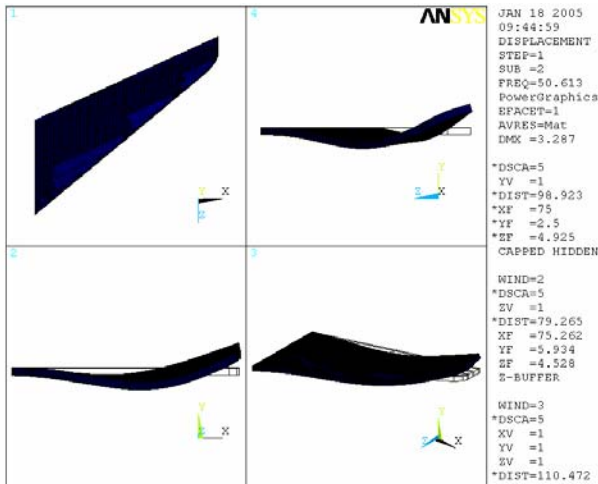 1
Y
X
Z
4
ANSYS
Y
Z
X
2
Y
Z
X
3
Y
Z
X
JAN 18 2005
09:44:59
DISPLACEMENT
STEP=1
SUB =2
FREQ=50.613
PowerGraphics
EFACET=1
AVRES=Mat
DMX =3.287
*DSCA=5
YV =1
*DIST=98.923
*XF =75
*YF =2.5
*ZF =4.925
CAPPED HIDDEN
WIND=2
*DSCA=5
ZV =1
*DIST=79.265
XF =75.262
YF =5.934
ZF =4.528
Z-BUFFER
WIND=3
*DSCA=5
XV =1
YV =1
ZV =1
*DIST=110.472